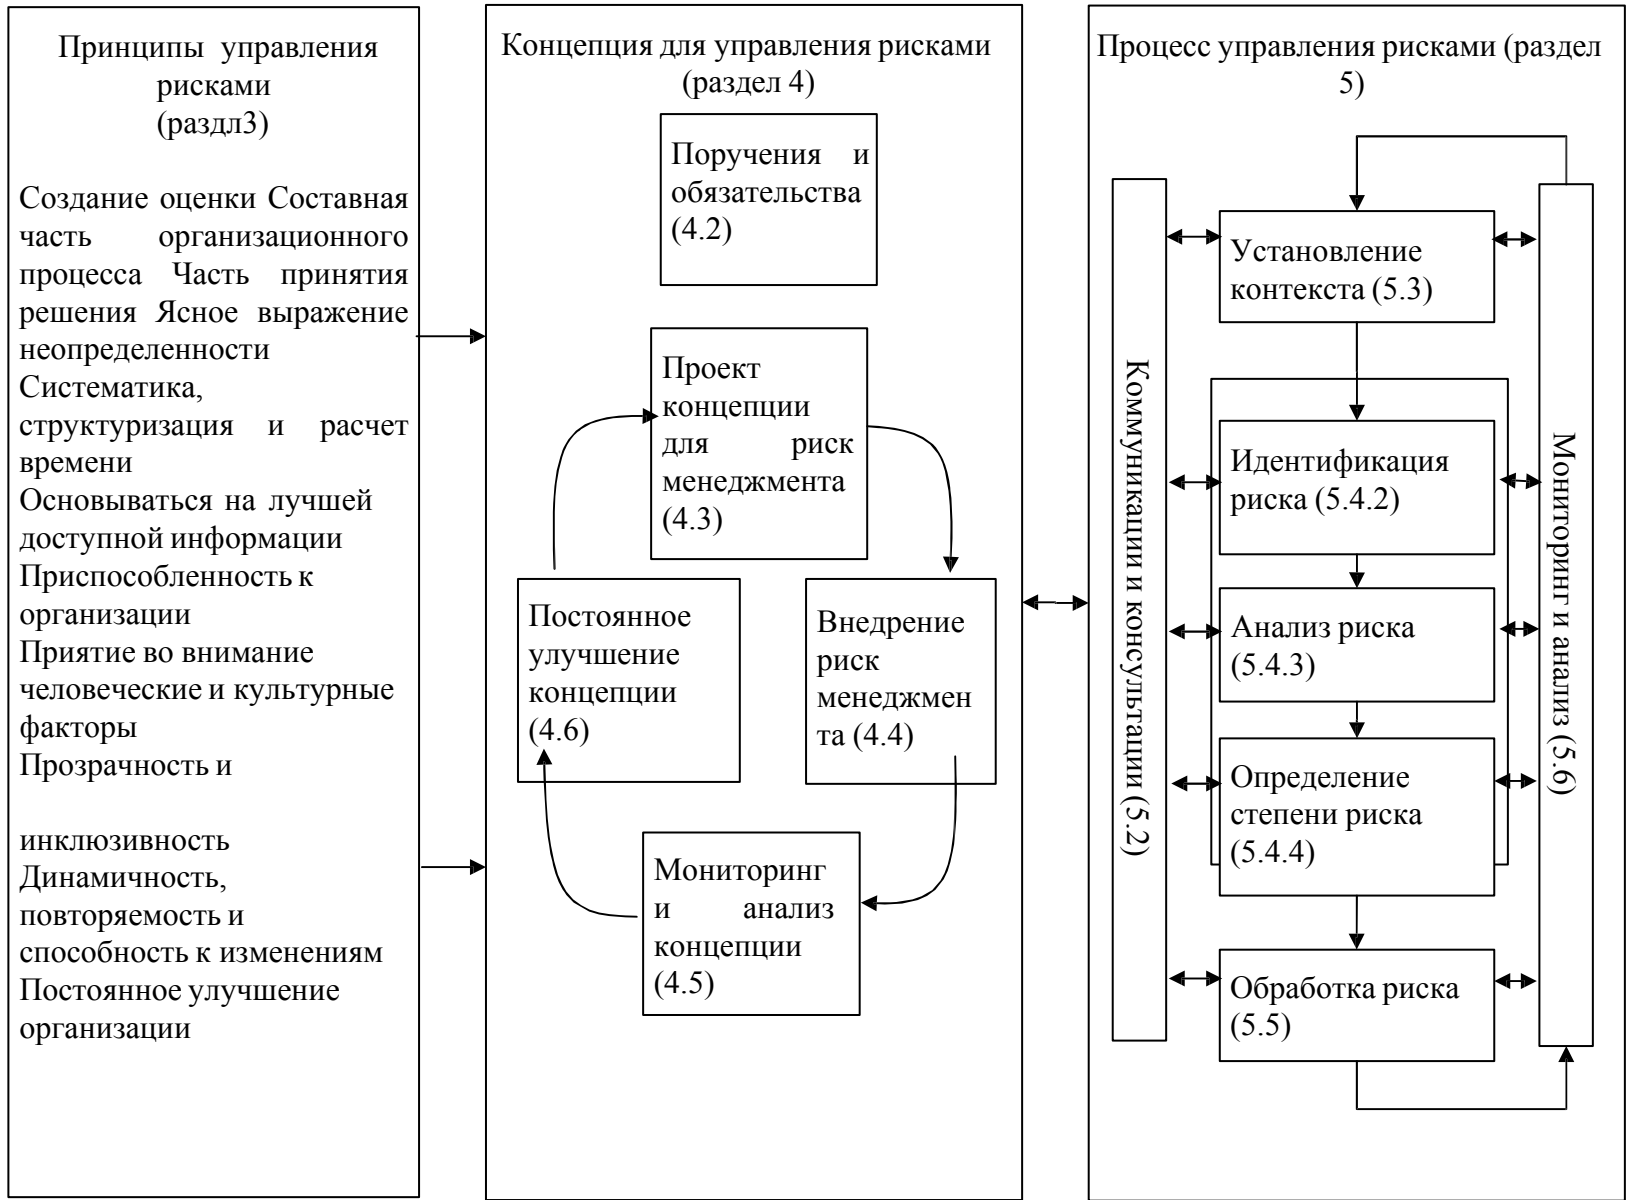 Принципы управления
рисками
(раздл3)
Создание оценки Составная
часть организационного
процесса Часть принятия
решения Ясное выражение
неопределенности
Систематика,
структуризация и расчет
времени
Основываться на лучшей
доступной информации
Приспособленность к
организации
Приятие во внимание
человеческие и культурные
факторы
Прозрачность и
инклюзивность
Динамичность,
повторяемость и
способность к изменениям
Постоянное улучшение
организации
Концепция для управления рисками
(раздел 4)
Поручения и
обязательства
(4.2)
Проект
концепции
для риск
менеджмента
(4.3)
Постоянное
улучшение
концепции
(4.6)
Внедрение
риск
менеджмен
та (4.4)
Мониторинг
и анализ
концепции
(4.5)
Процесс управления рисками (раздел
5)
Коммуникации и консультации (5.2)
Установление
контекста (5.3)
Идентификация
риска (5.4.2)
Анализ риска
(5.4.3)
Определение
степени риска
(5.4.4)
Обработка риска
(5.5)
Мониторинг и анализ (5.6)